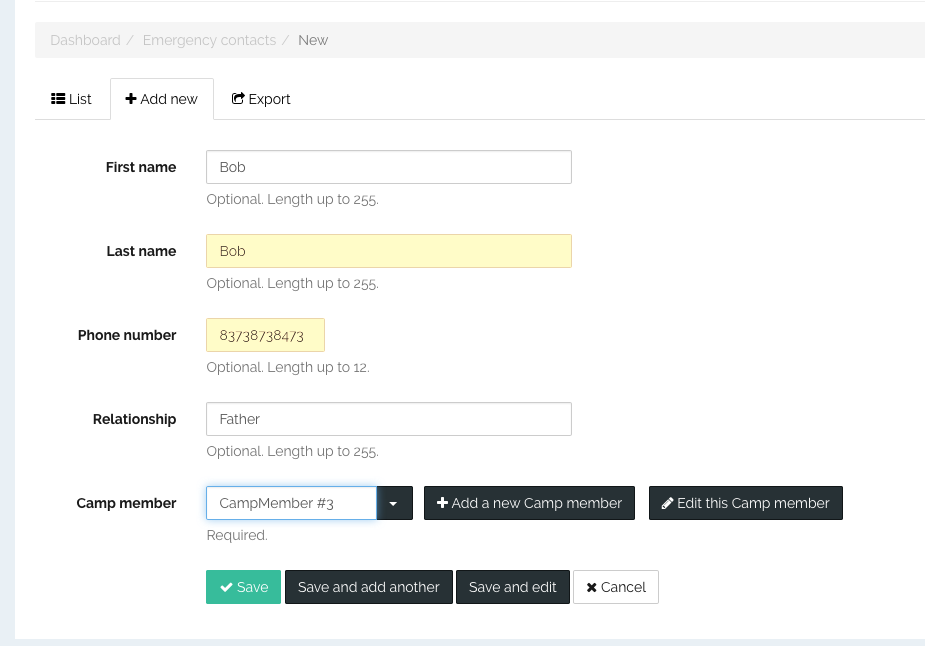 Dashboard / Emergency contacts / New
List Add new Export
First name Bob
Optional. Length up to 255.
Last name Bob
Optional. Length up to 255.
Phone number 83738738473
Optional. Length up to 12.
Relationship Father
Optional. Length up to 255.
Camp member CampMember #3 Add a new Camp member Edit this Camp member
Required.
Save Save and add another Save and edit Cancel